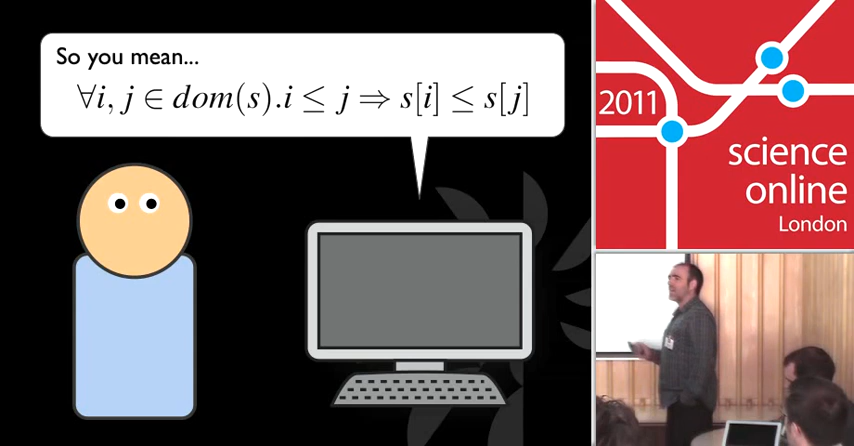 So you mean...
∀i, j ∈ dom(s).i ≤ j ⇒ s[i] ≤ s[j]
2011
science
online
London